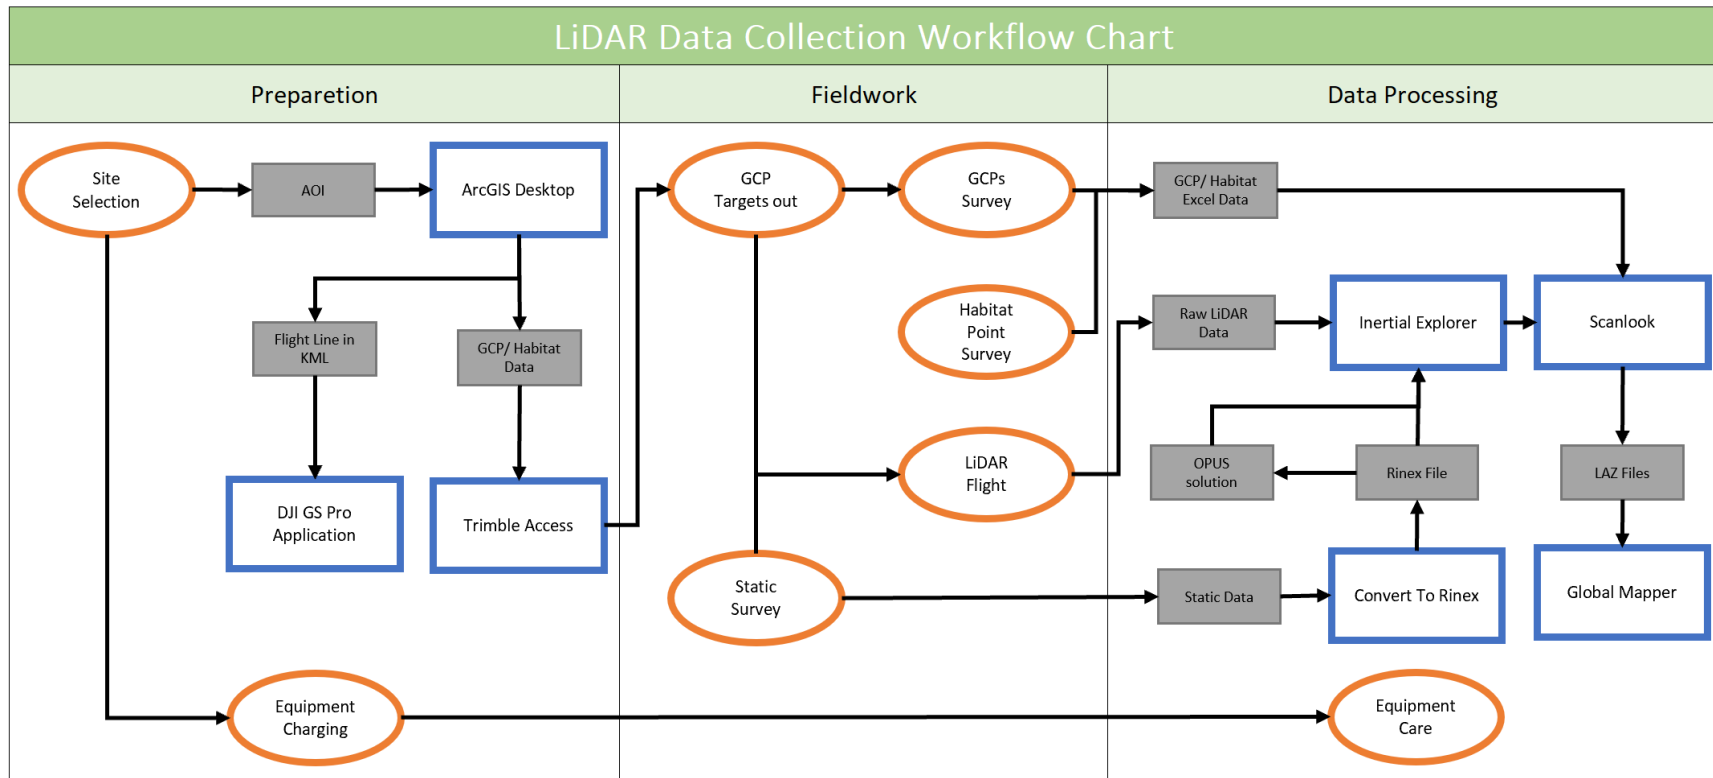 LiDAR Data Collection Workflow Chart
Preparetion
Fieldwork
Data Processing
Site
Selection
AOI
ArcGIS Desktop
Flight Line in
KML
GCP/ Habitat
Data
DJI GS Pro
Application
Trimble Access
Equipment
Charging
GCP
Targets out
GCPs
Survey
Habitat
Point
Survey
LiDAR
Flight
Static
Survey
GCP/ Habitat
Excel Data
Raw LiDAR
Data
Inertial Explorer
Scanlook
OPUS
solution
Rinex File
LAZ Files
Static Data
Convert To Rinex
Global Mapper
Equipment
Care